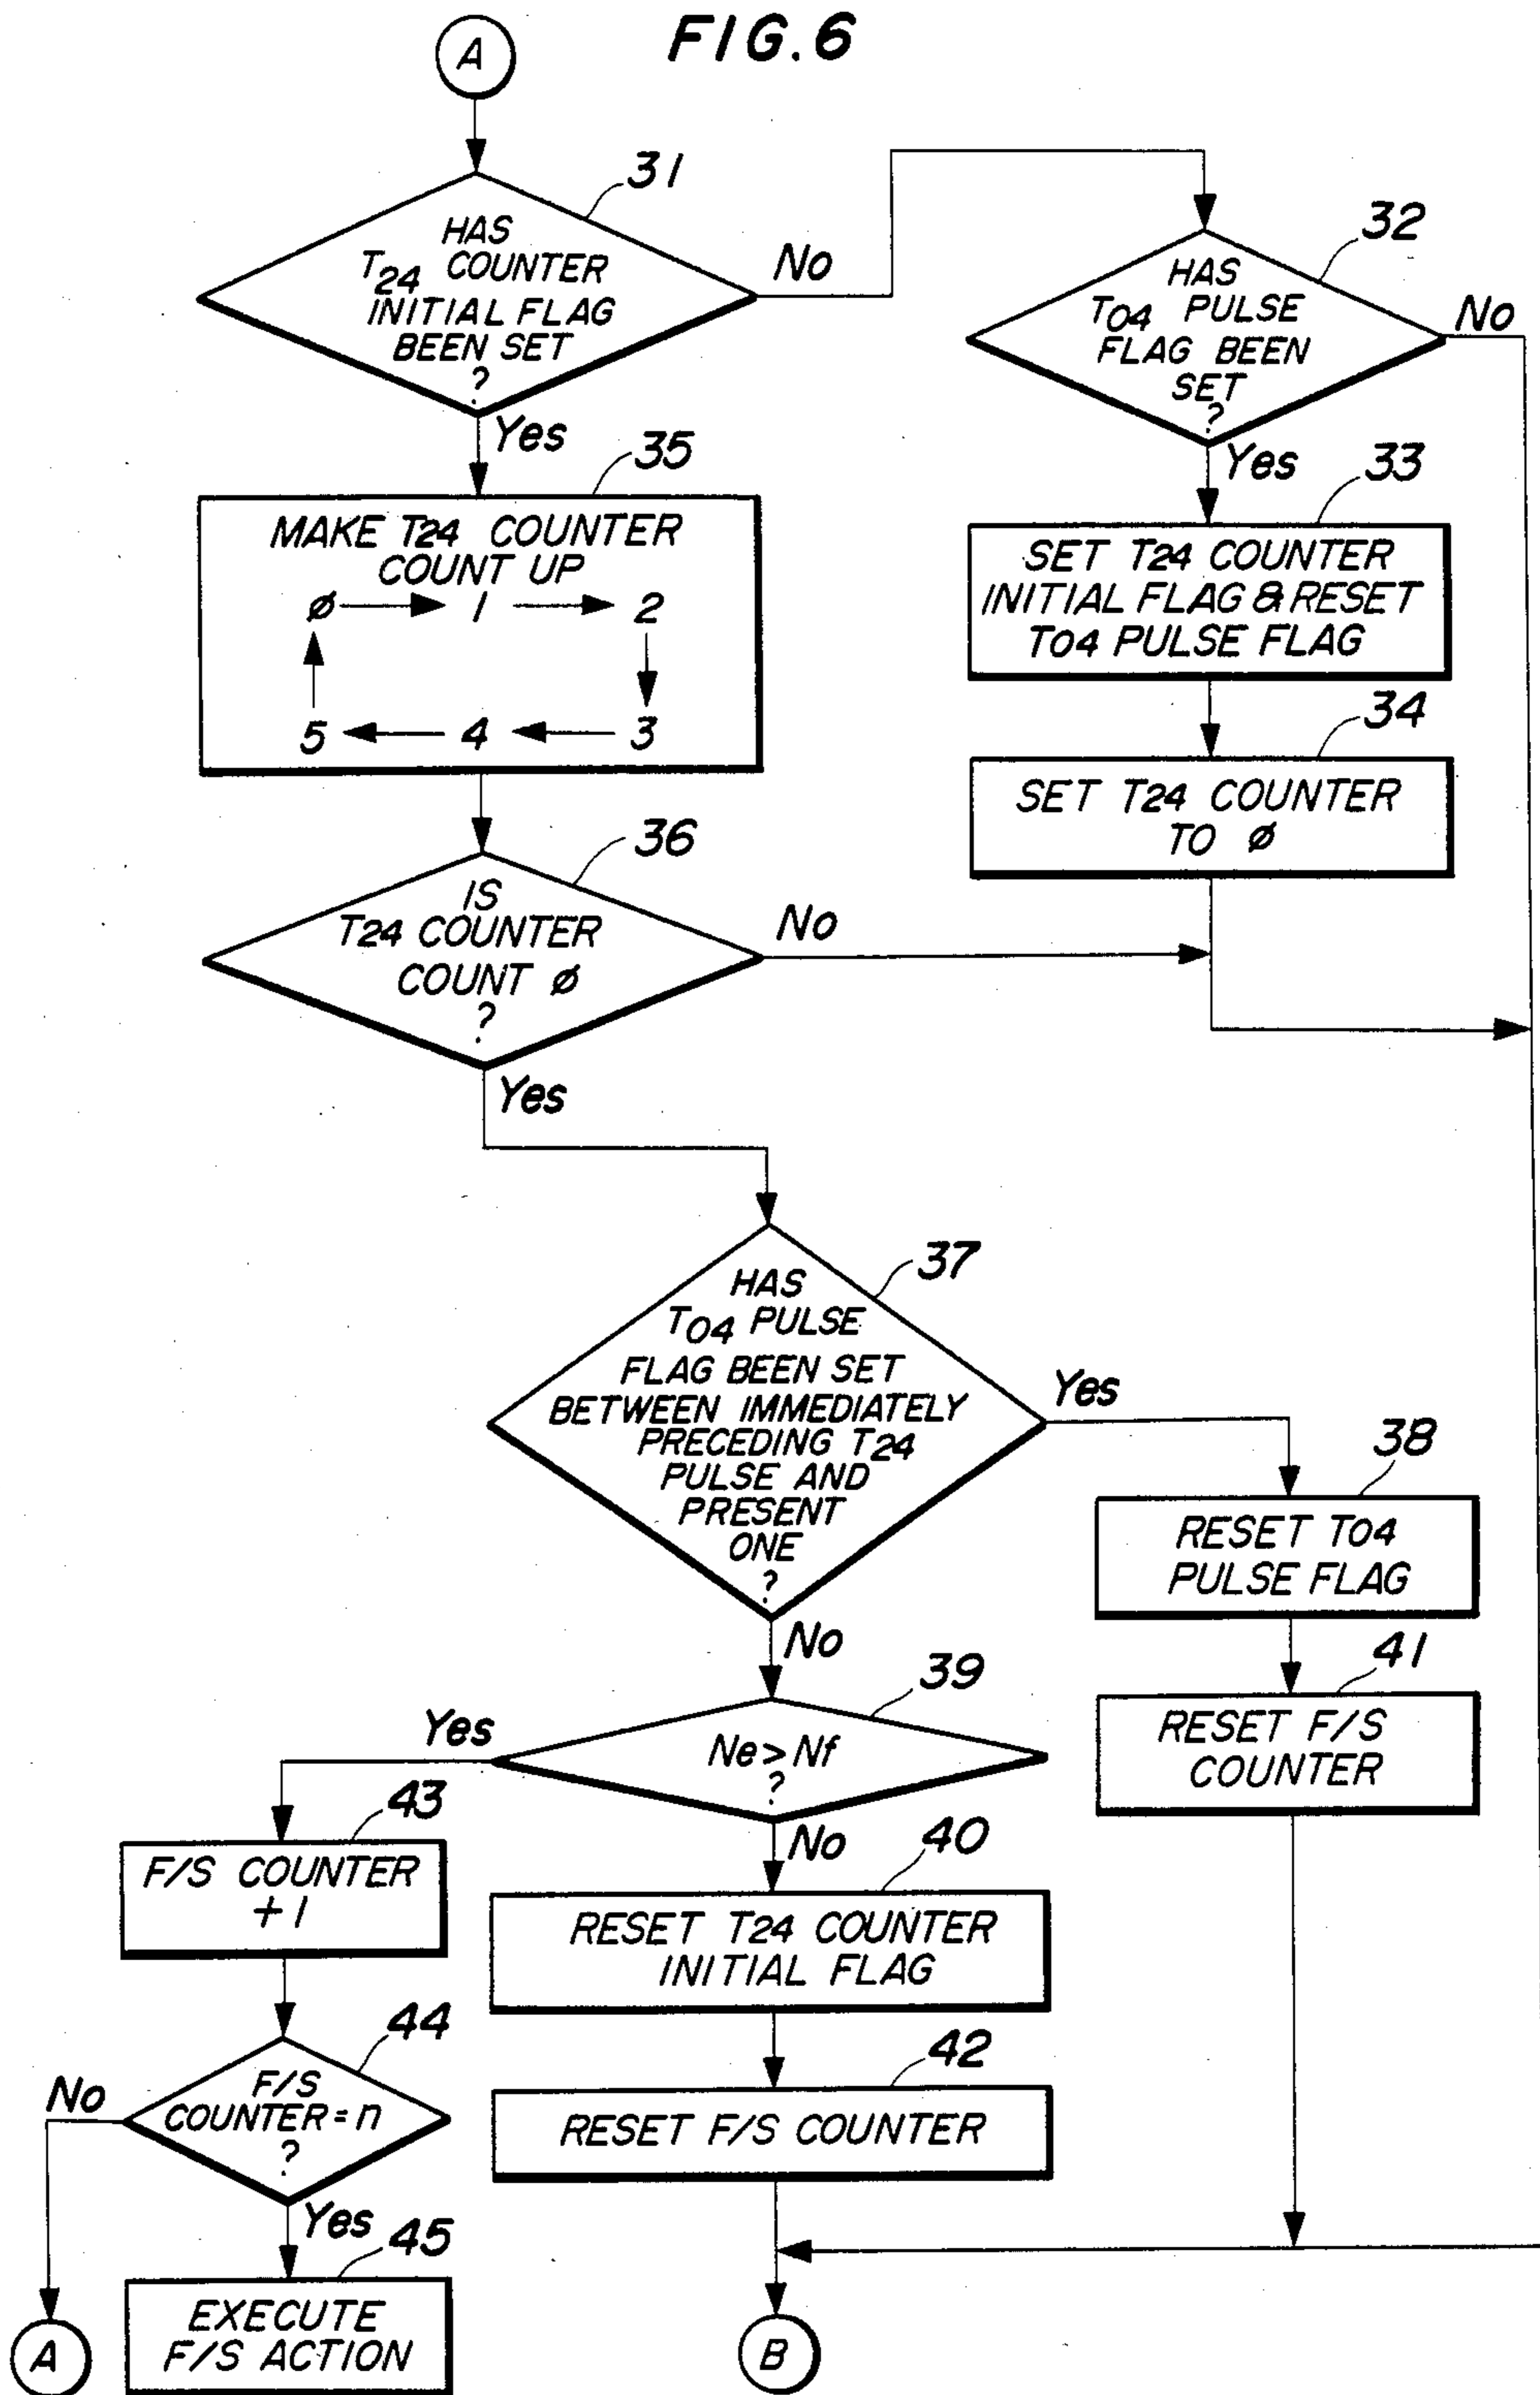 FIG.6
A
31
HAS
T24 COUNTER
INITIAL FLAG
BEEN SET
?
No
Yes
32
HAS
T04 PULSE
FLAG BEEN
SET
?
No
Yes
33
SET T24 COUNTER
INITIAL FLAG & RESET
T04 PULSE FLAG
34
SET T24 COUNTER
TO Ø
35
MAKE T24 COUNTER
COUNT UP
Ø 1 2
5 4 3
36
IS
T24 COUNTER
COUNT Ø
?
No
Yes
37
HAS
T04 PULSE
FLAG BEEN SET
BETWEEN IMMEDIATELY
PRECEDING T24
PULSE AND
PRESENT
ONE
?
Yes
No
38
RESET T04
PULSE FLAG
41
RESET F/S
COUNTER
39
Ne > Nf
?
Yes
No
43
F/S COUNTER
+1
40
RESET T24 COUNTER
INITIAL FLAG
44
F/S
COUNTER = n
?
No
Yes
42
RESET F/S COUNTER
45
EXECUTE
F/S ACTION
A
B